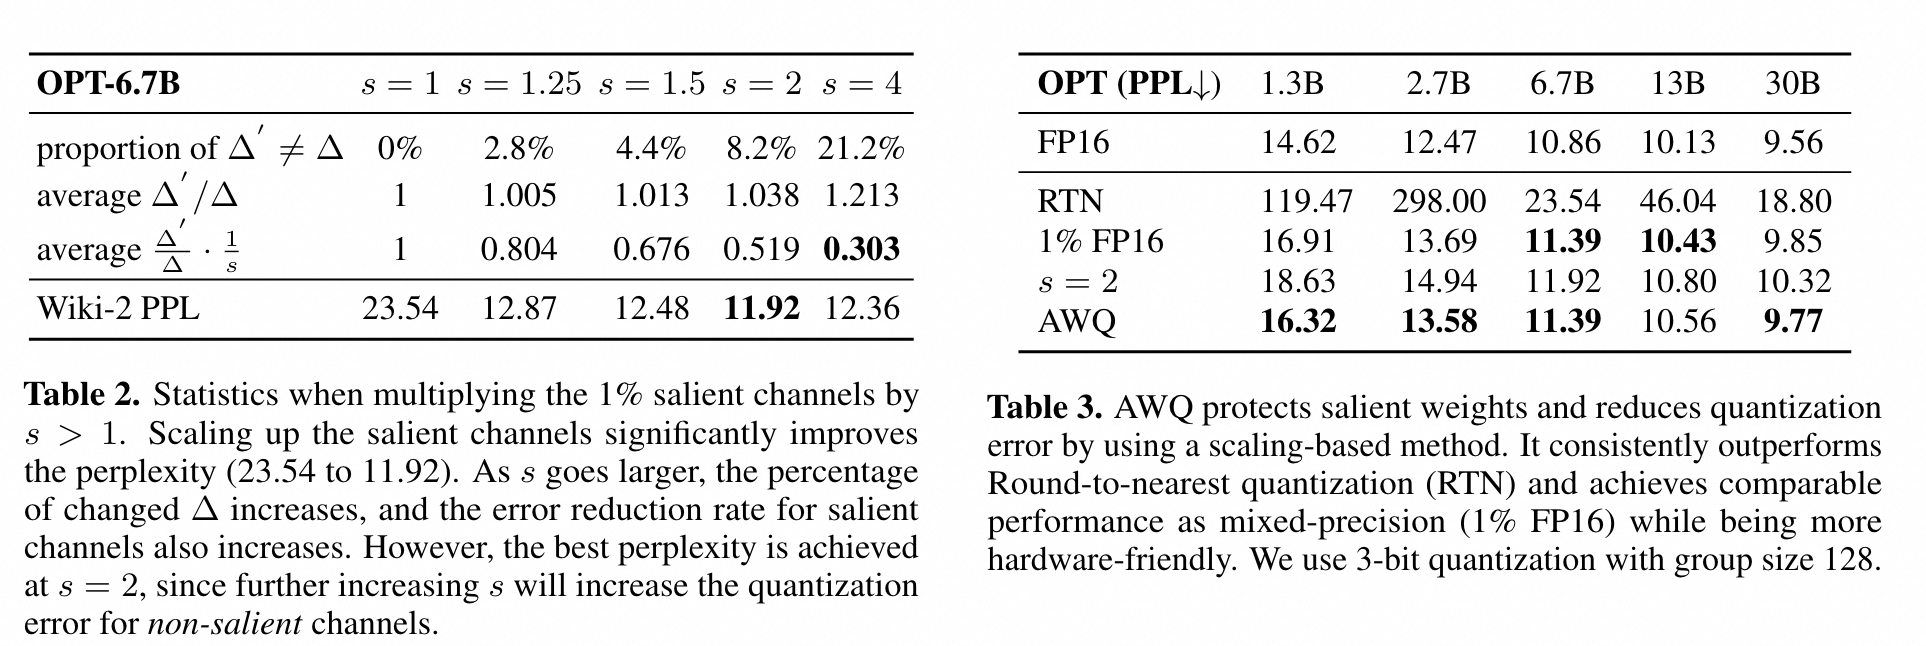 OPT-6.7B s = 1 s = 1.25 s = 1.5 s = 2 s = 4
proportion of Δ′ ≠ Δ 0% 2.8% 4.4% 8.2% 21.2%
average Δ′/Δ 1 1.005 1.013 1.038 1.213
average Δ′/Δ · 1/s 1 0.804 0.676 0.519 0.303
Wiki-2 PPL 23.54 12.87 12.48 11.92 12.36
Table 2. Statistics when multiplying the 1% salient channels by
s > 1. Scaling up the salient channels significantly improves
the perplexity (23.54 to 11.92). As s goes larger, the percentage
of changed Δ increases, and the error reduction rate for salient
channels also increases. However, the best perplexity is achieved
at s = 2, since further increasing s will increase the quantization
error for non-salient channels.
OPT (PPL↓) 1.3B 2.7B 6.7B 13B 30B
FP16 14.62 12.47 10.86 10.13 9.56
RTN 119.47 298.00 23.54 46.04 18.80
1% FP16 16.91 13.69 11.39 10.43 9.85
s = 2 18.63 14.94 11.92 10.80 10.32
AWQ 16.32 13.58 11.39 10.56 9.77
Table 3. AWQ protects salient weights and reduces quantization
error by using a scaling-based method. It consistently outperforms
Round-to-nearest quantization (RTN) and achieves comparable
performance as mixed-precision (1% FP16) while being more
hardware-friendly. We use 3-bit quantization with group size 128.